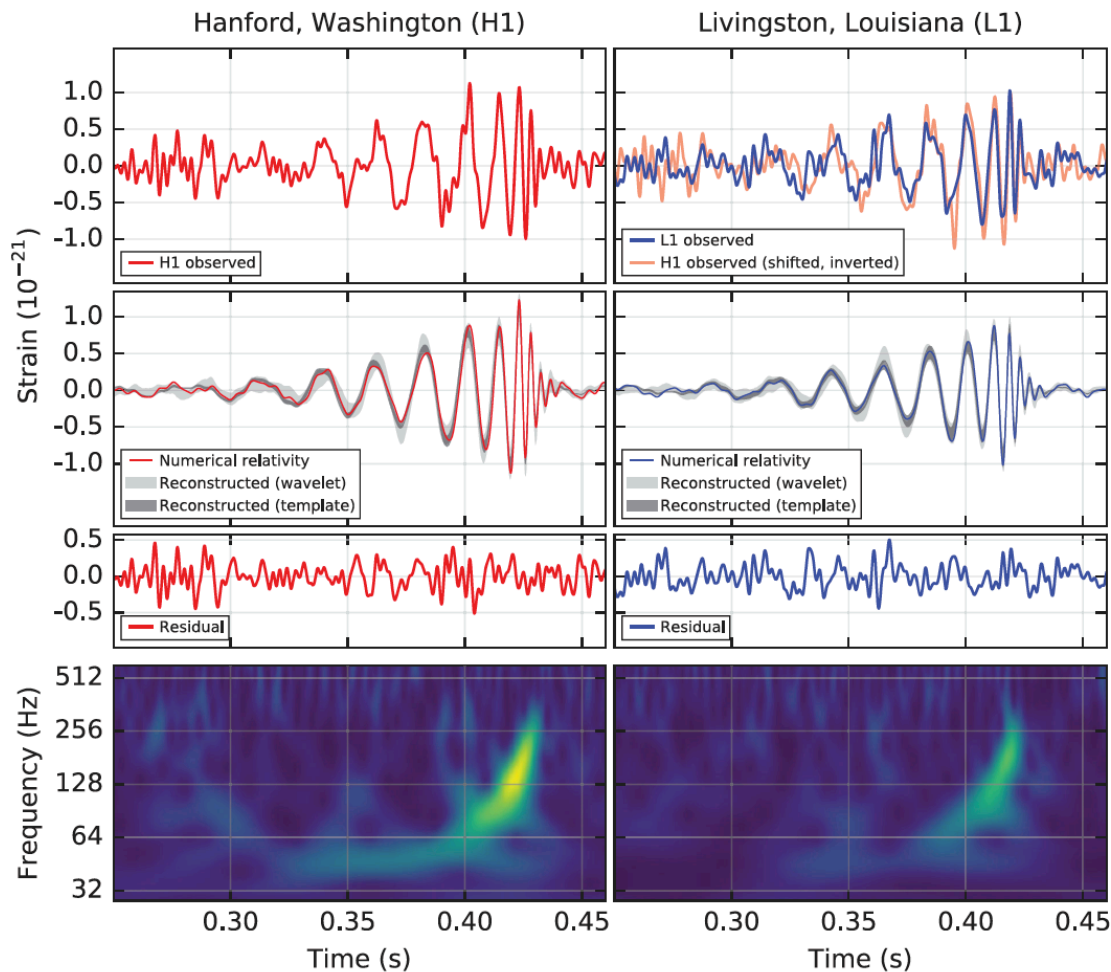 Hanford, Washington (H1)
Livingston, Louisiana (L1)
Strain (10⁻²¹)
1.0
0.5
0.0
-0.5
-1.0
H1 observed
L1 observed
H1 observed (shifted, inverted)
1.0
0.5
0.0
-0.5
-1.0
Numerical relativity
Reconstructed (wavelet)
Reconstructed (template)
Numerical relativity
Reconstructed (wavelet)
Reconstructed (template)
0.5
0.0
-0.5
Residual
Residual
Frequency (Hz)
512
256
128
64
32
0.30
0.35
0.40
0.45
0.30
0.35
0.40
0.45
Time (s)
Time (s)